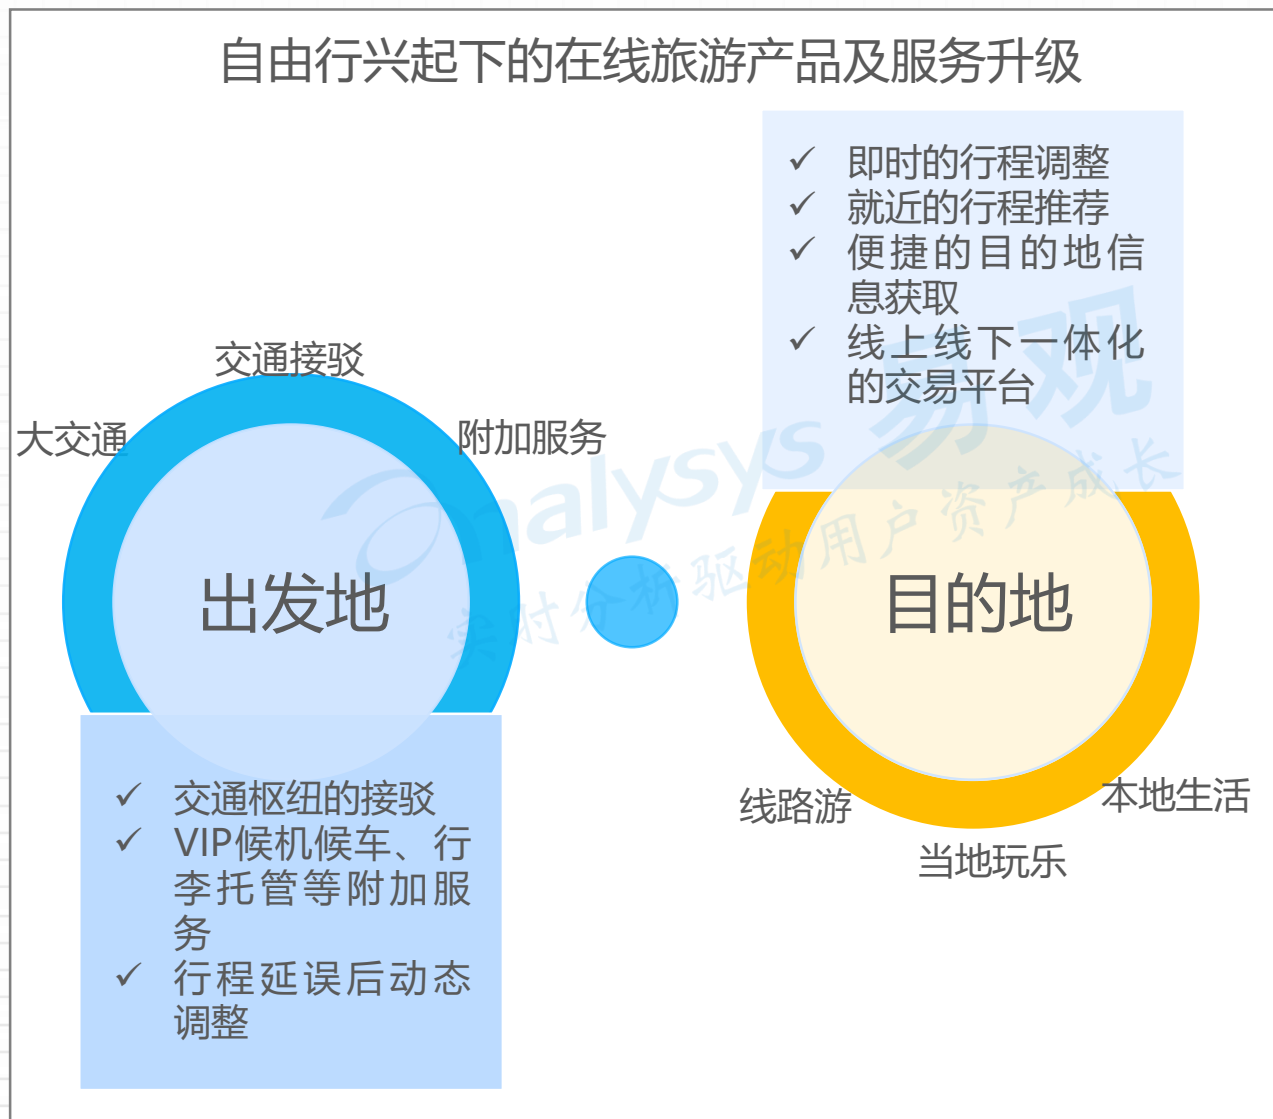 自由行兴起下的在线旅游产品及服务升级
✓ 即时的行程调整
✓ 就近的行程推荐
✓ 便捷的目的地信
息获取
✓ 线上线下一体化
的交易平台
交通接驳
大交通
附加服务
出发地
目的地
✓ 交通枢纽的接驳
✓ VIP候机候车、行
李托管等附加服
务
✓ 行程延误后动态
调整
线路游
本地生活
当地玩乐
analysys 易观
实时分析驱动用户资产成长